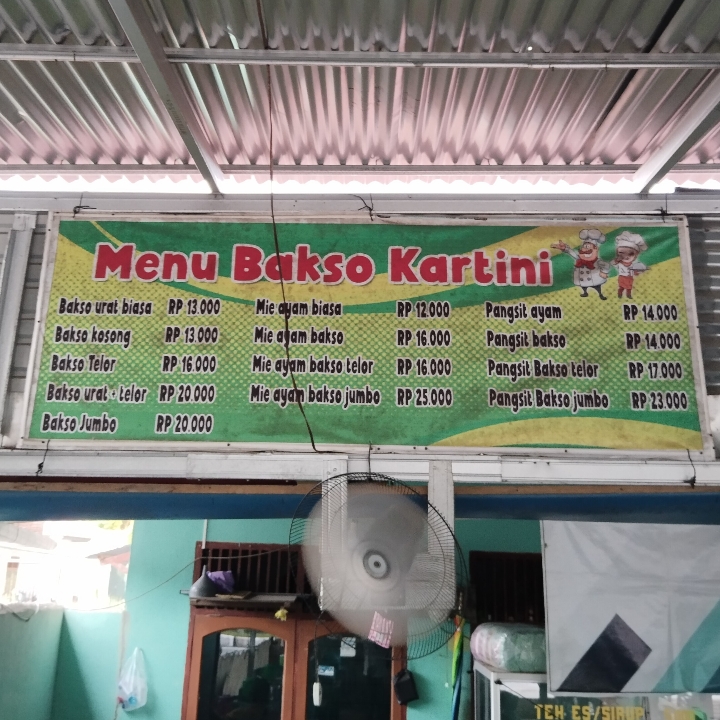 Menu Bakso Kartini
Bakso urat biasa RP 13.000
Bakso kosong RP 13.000
Bakso Telor RP 16.000
Bakso urat + telor RP 20.000
Bakso Jumbo RP 20.000
Mie ayam biasa RP 12.000
Mie ayam bakso RP 16.000
Mie ayam bakso telor RP 16.000
Mie ayam bakso jumbo RP 25.000
Pangsit ayam RP 14.000
Pangsit bakso RP 14.000
Pangsit Bakso telor RP 17.000
Pangsit Bakso jumbo RP 23.000
TEH ES/SIRUP